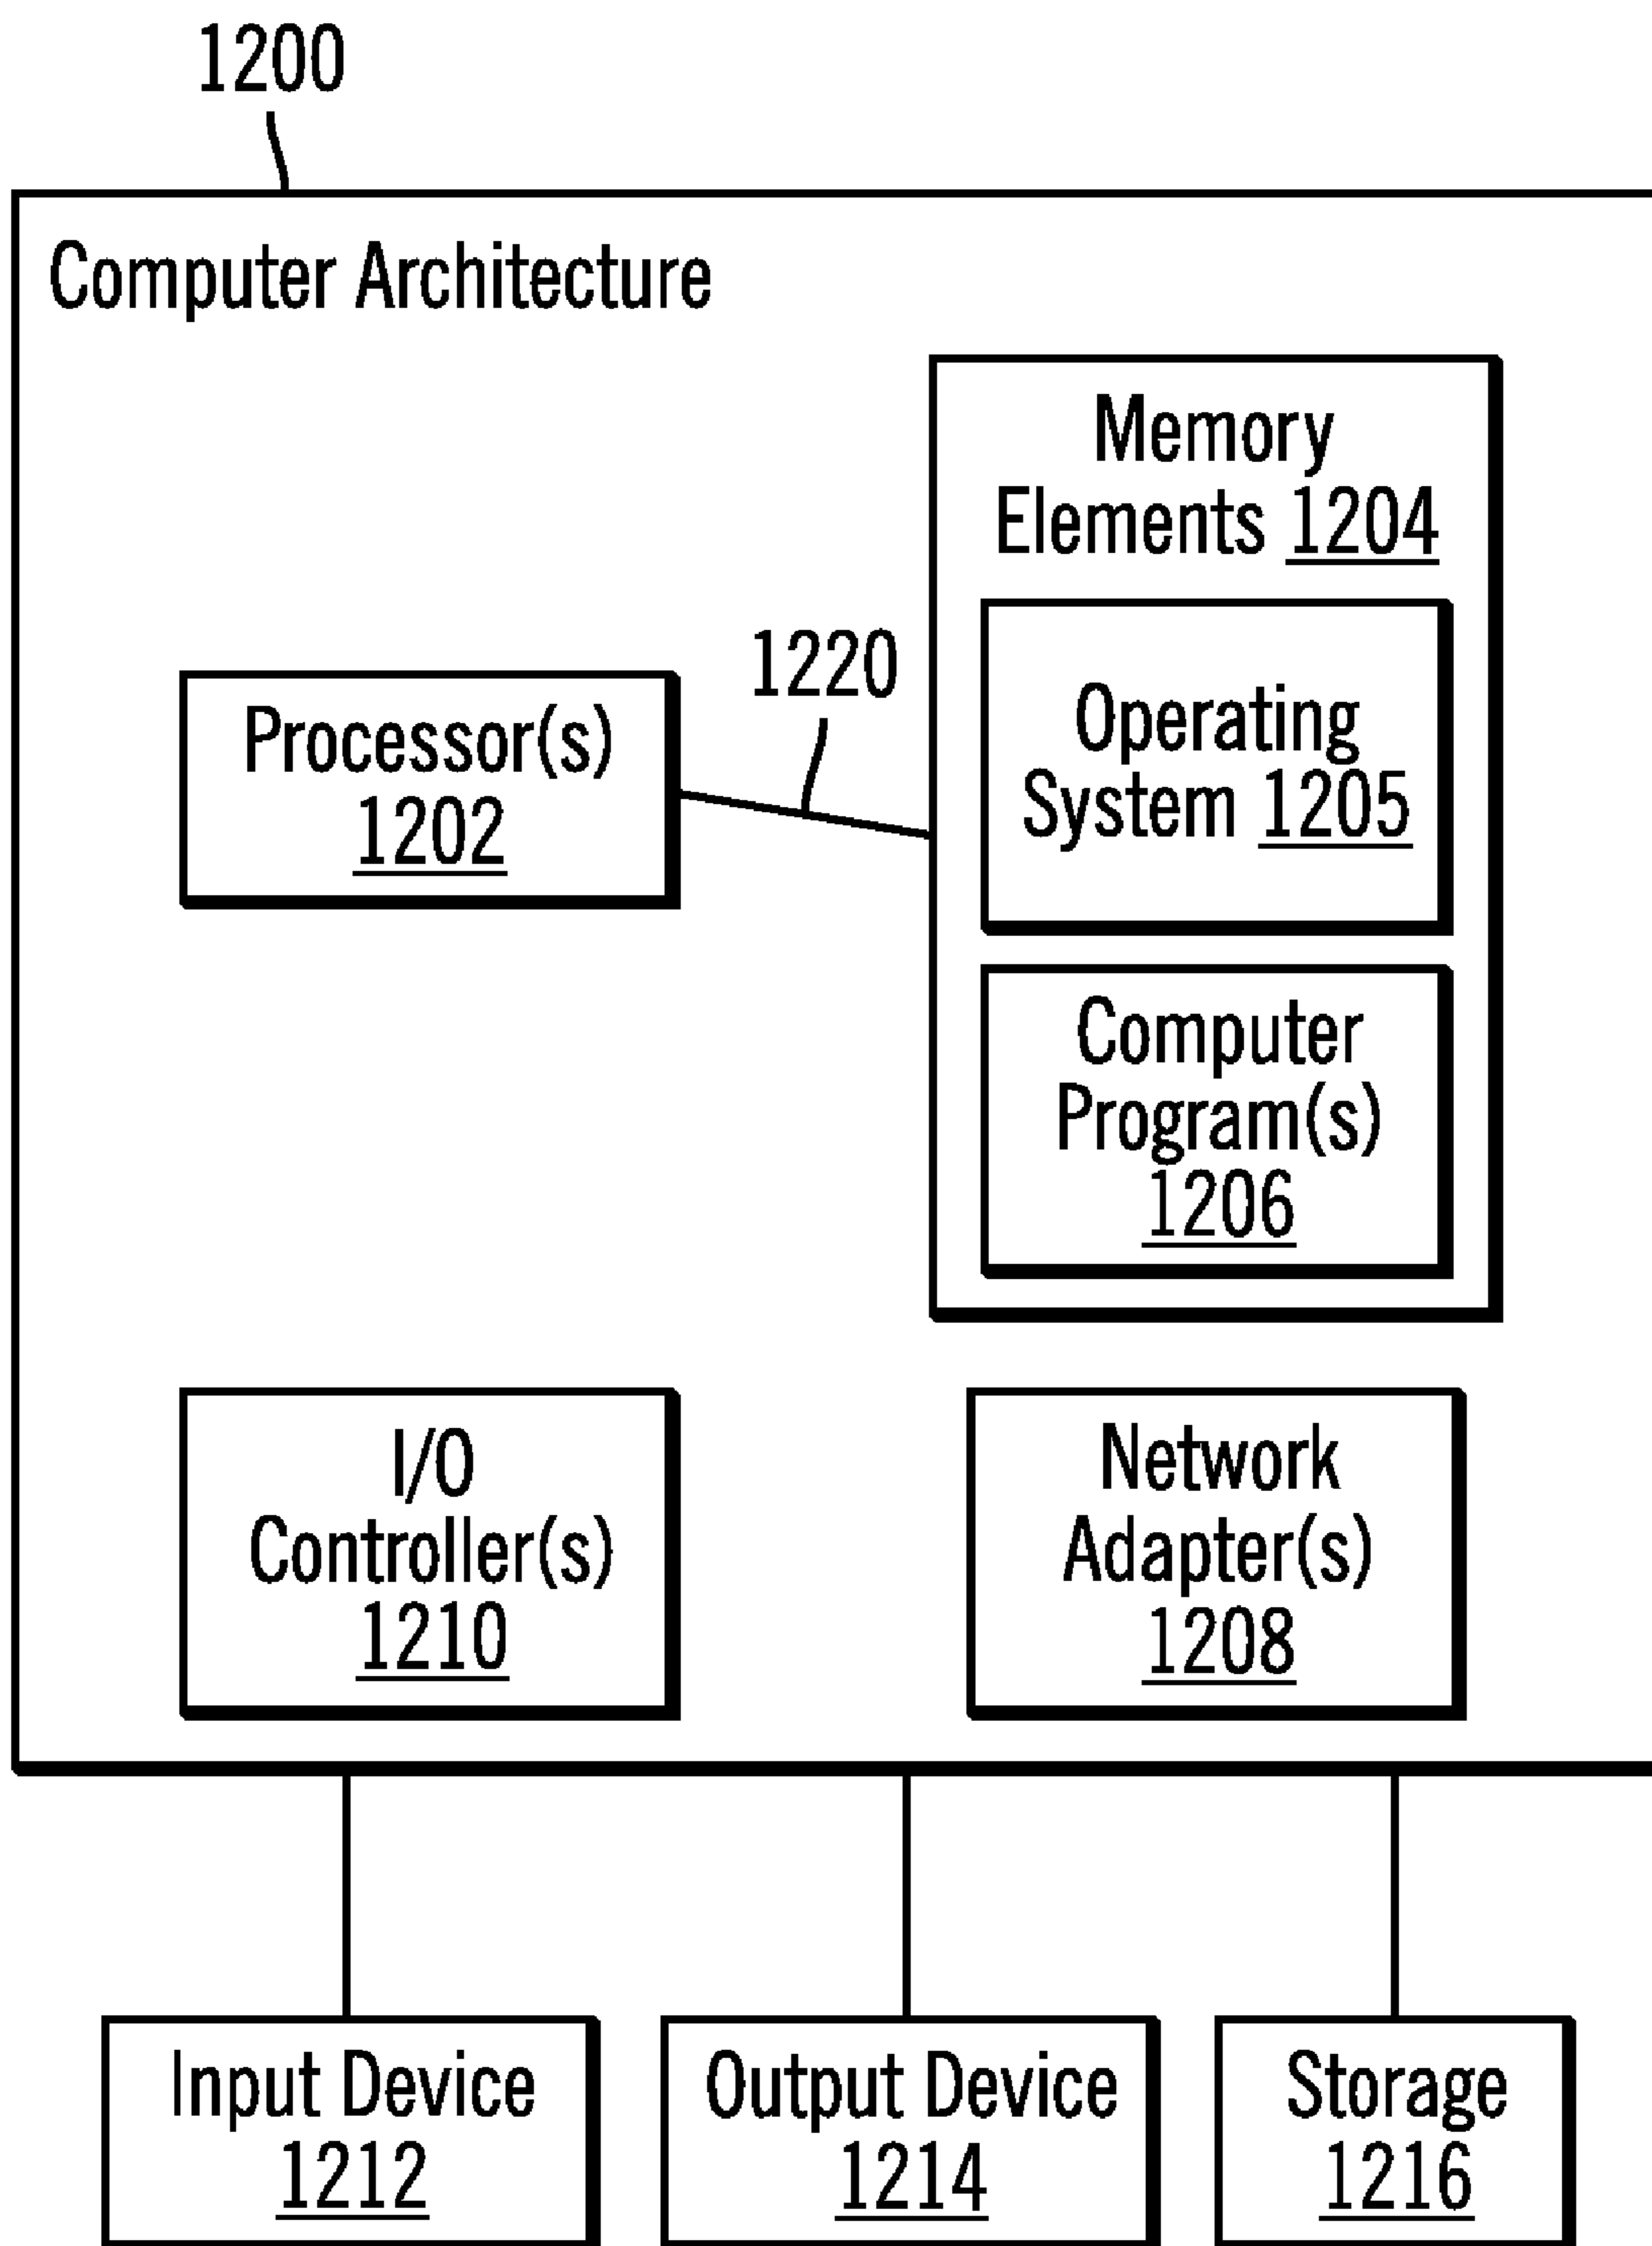 1200
Computer Architecture
Memory
Elements 1204
1220
Processor(s)
1202
Operating
System 1205
Computer
Program(s)
1206
I/O
Controller(s)
1210
Network
Adapter(s)
1208
Input Device
1212
Output Device
1214
Storage
1216